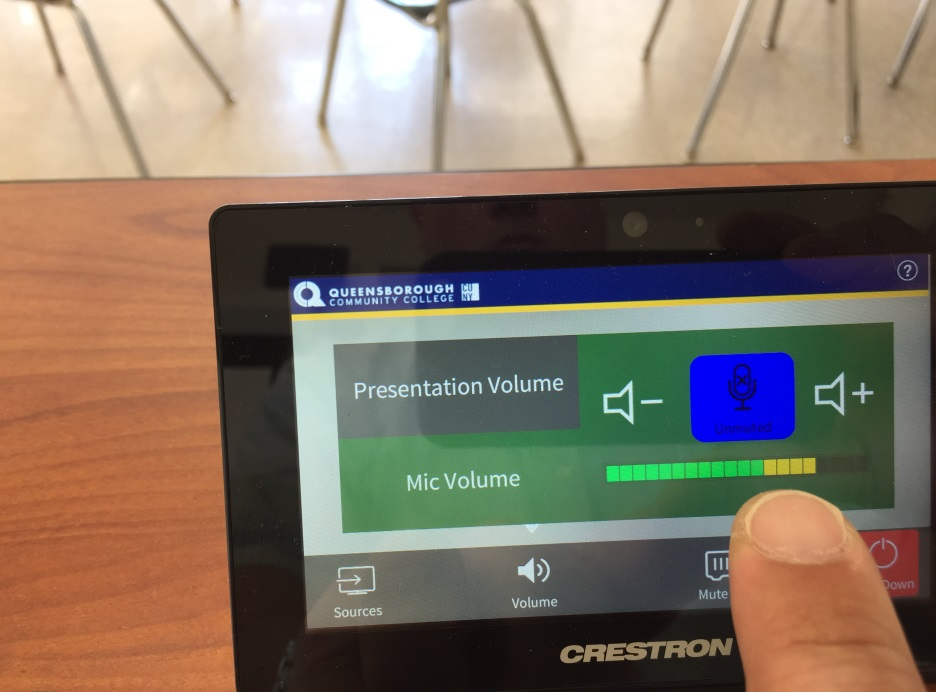 QUEENSBOROUGH
COMMUNITY COLLEGE
CU
NY
?
Presentation Volume
Unmuted
Mic Volume
Sources
Volume
Mute
Down
CRESTRON